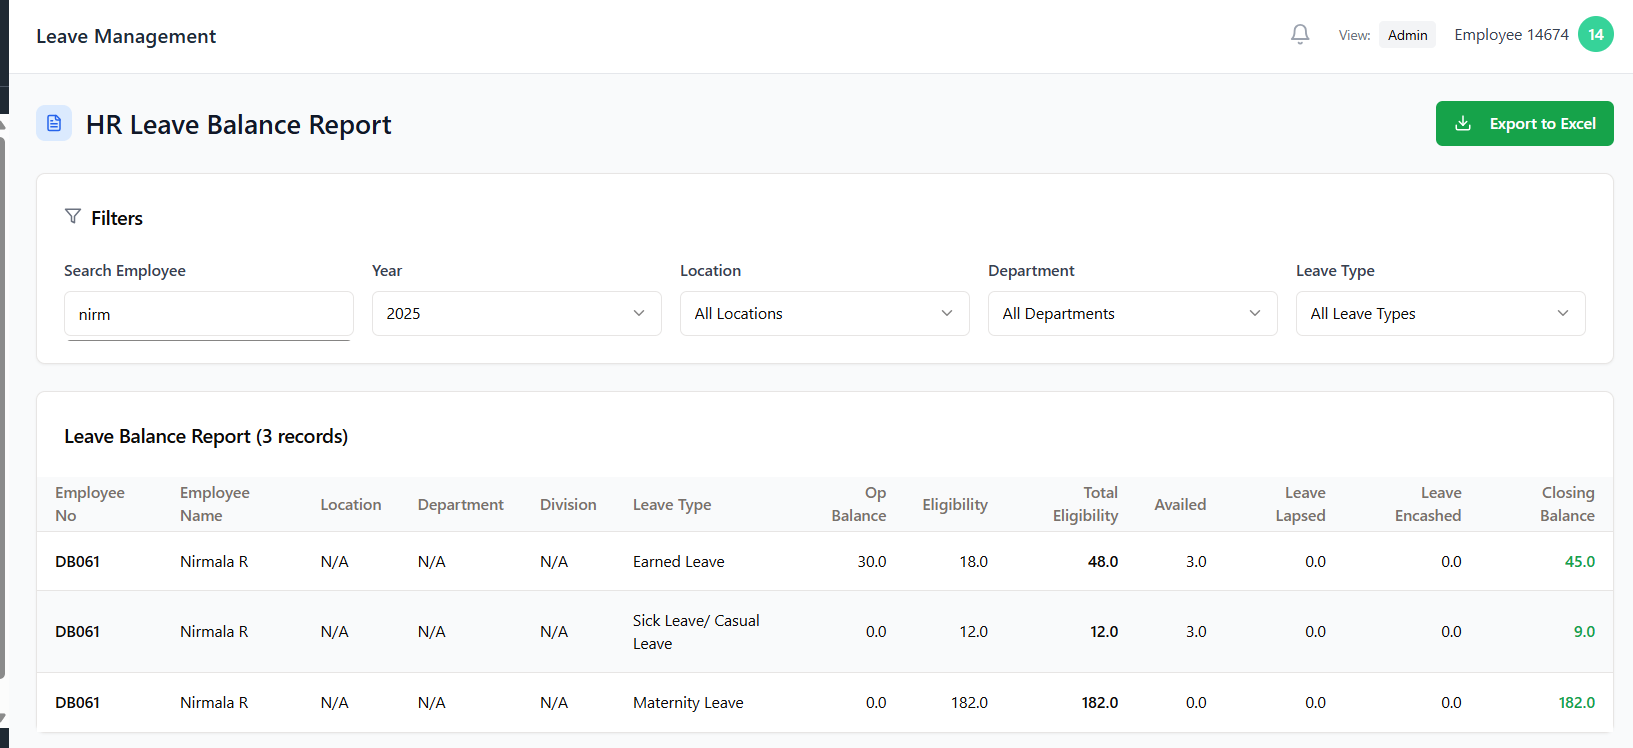 Leave Management
View: Admin Employee 14674 14
HR Leave Balance Report
Export to Excel
Filters
Search Employee Year Location Department Leave Type
nirm 2025 All Locations All Departments All Leave Types
Leave Balance Report (3 records)
Employee No Employee Name Location Department Division Leave Type Op Balance Eligibility Total Eligibility Availed Leave Lapsed Leave Encashed Closing Balance
DB061 Nirmala R N/A N/A N/A Earned Leave 30.0 18.0 48.0 3.0 0.0 0.0 45.0
DB061 Nirmala R N/A N/A N/A Sick Leave/ Casual Leave 0.0 12.0 12.0 3.0 0.0 0.0 9.0
DB061 Nirmala R N/A N/A N/A Maternity Leave 0.0 182.0 182.0 0.0 0.0 0.0 182.0